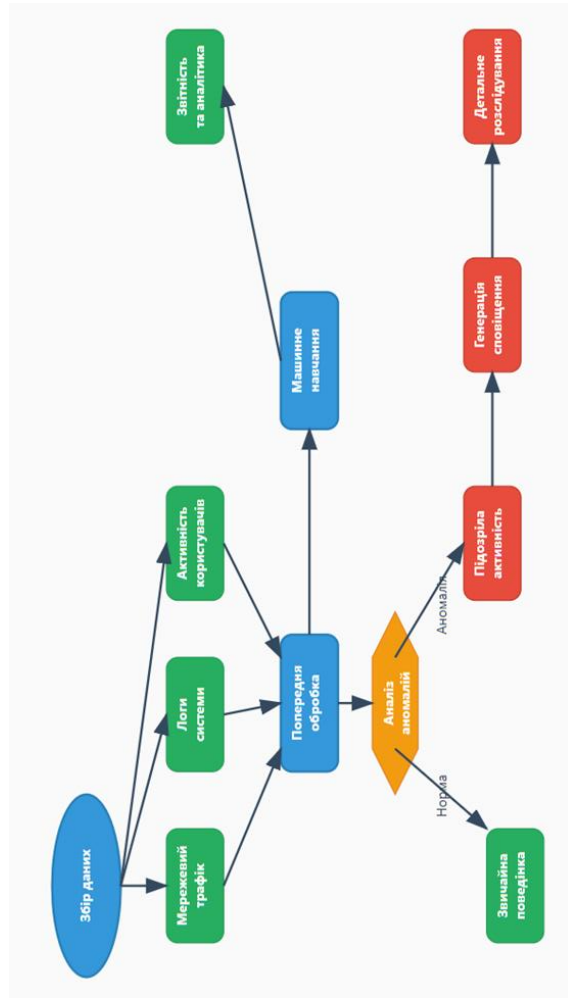 Збір даних
Мережевий
трафік
Логи
системи
Активність
користувачів
Звітність
та аналітика
Попередня
обробка
Машинне
навчання
Аналіз
аномалій
Норма
Аномалія
Звичайна
поведінка
Підозріла
активність
Генерація
сповіщення
Детальне
розслідування